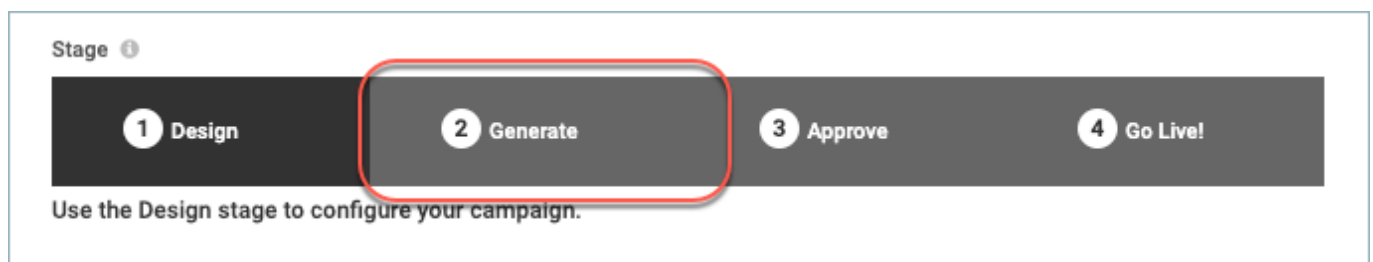 Stage
1 Design 2 Generate 3 Approve 4 Go Live!
Use the Design stage to configure your campaign.